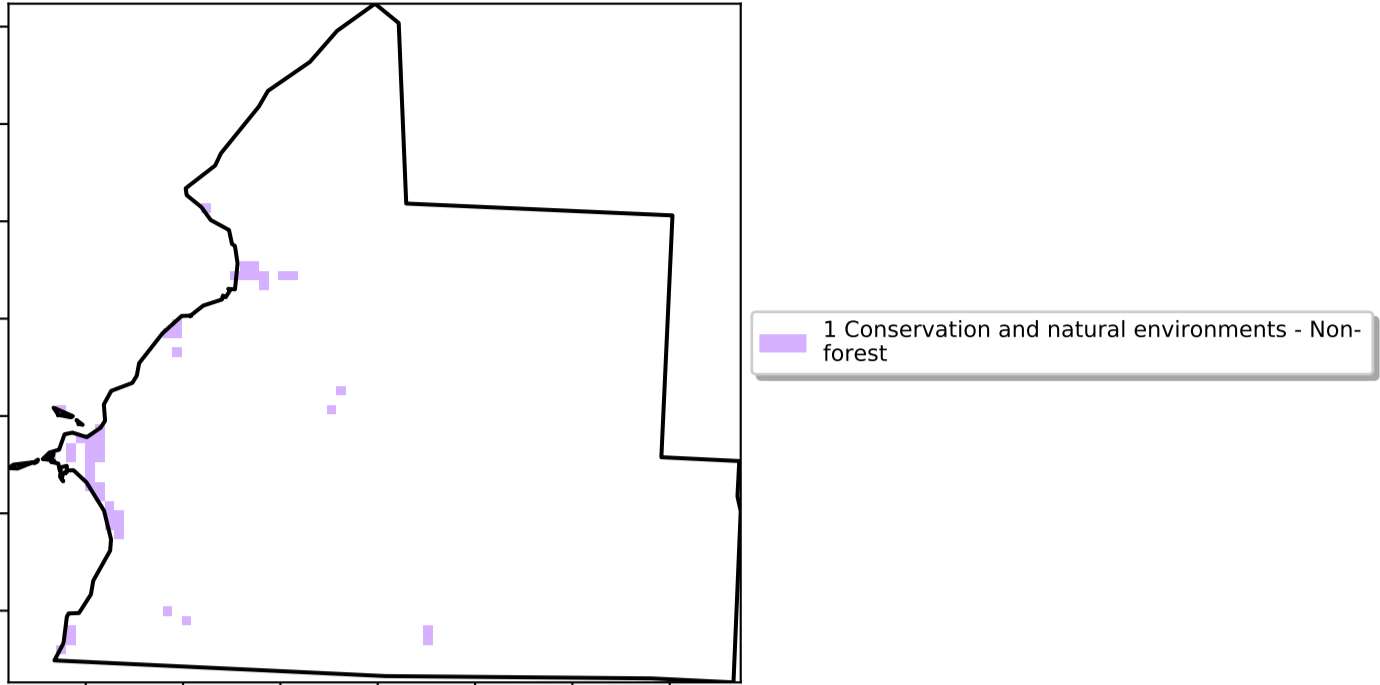 1 Conservation and natural environments - Non-
forest